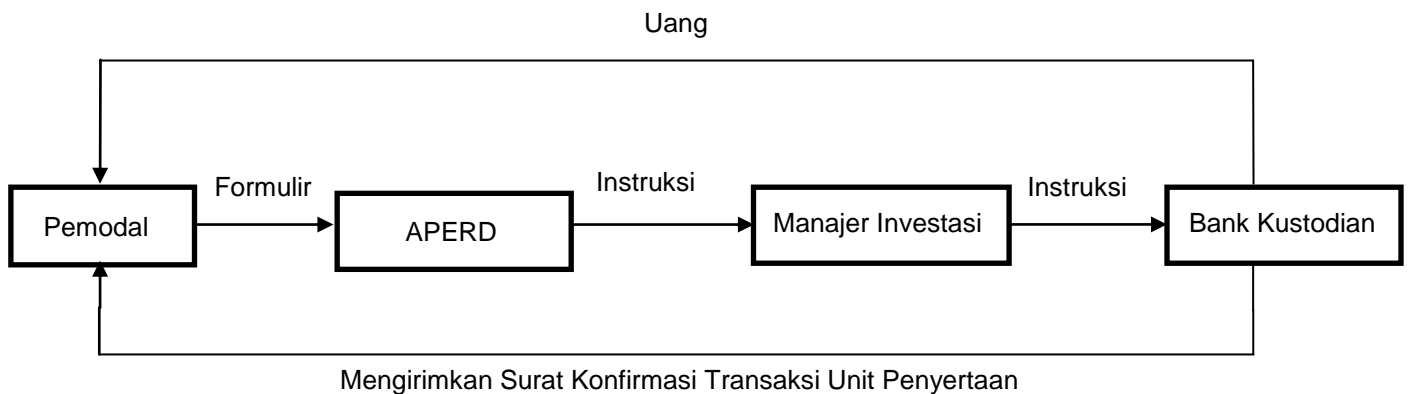 Uang
Formulir
Instruksi
Instruksi
Pemodal
APERD
Manajer Investasi
Bank Kustodian
Mengirimkan Surat Konfirmasi Transaksi Unit Penyertaan